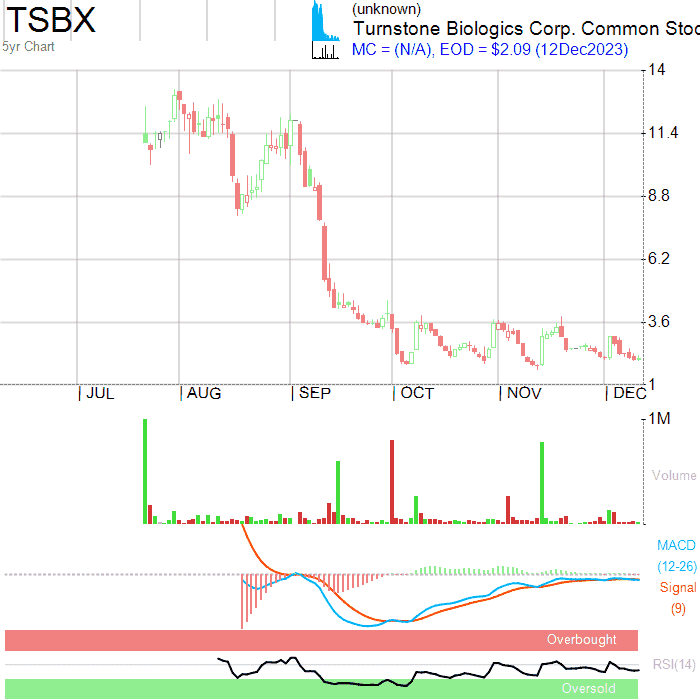 TSBX
(unknown)
Turnstone Biologics Corp. Common Stoc
5yr Chart
MC = (N/A), EOD = $2.09 (12Dec2023)
14
11.4
8.8
6.2
3.6
1
JUL AUG SEP OCT NOV DEC
1M
Volume
MACD
(12-26)
Signal
(9)
Overbought
RSI(14)
Oversold